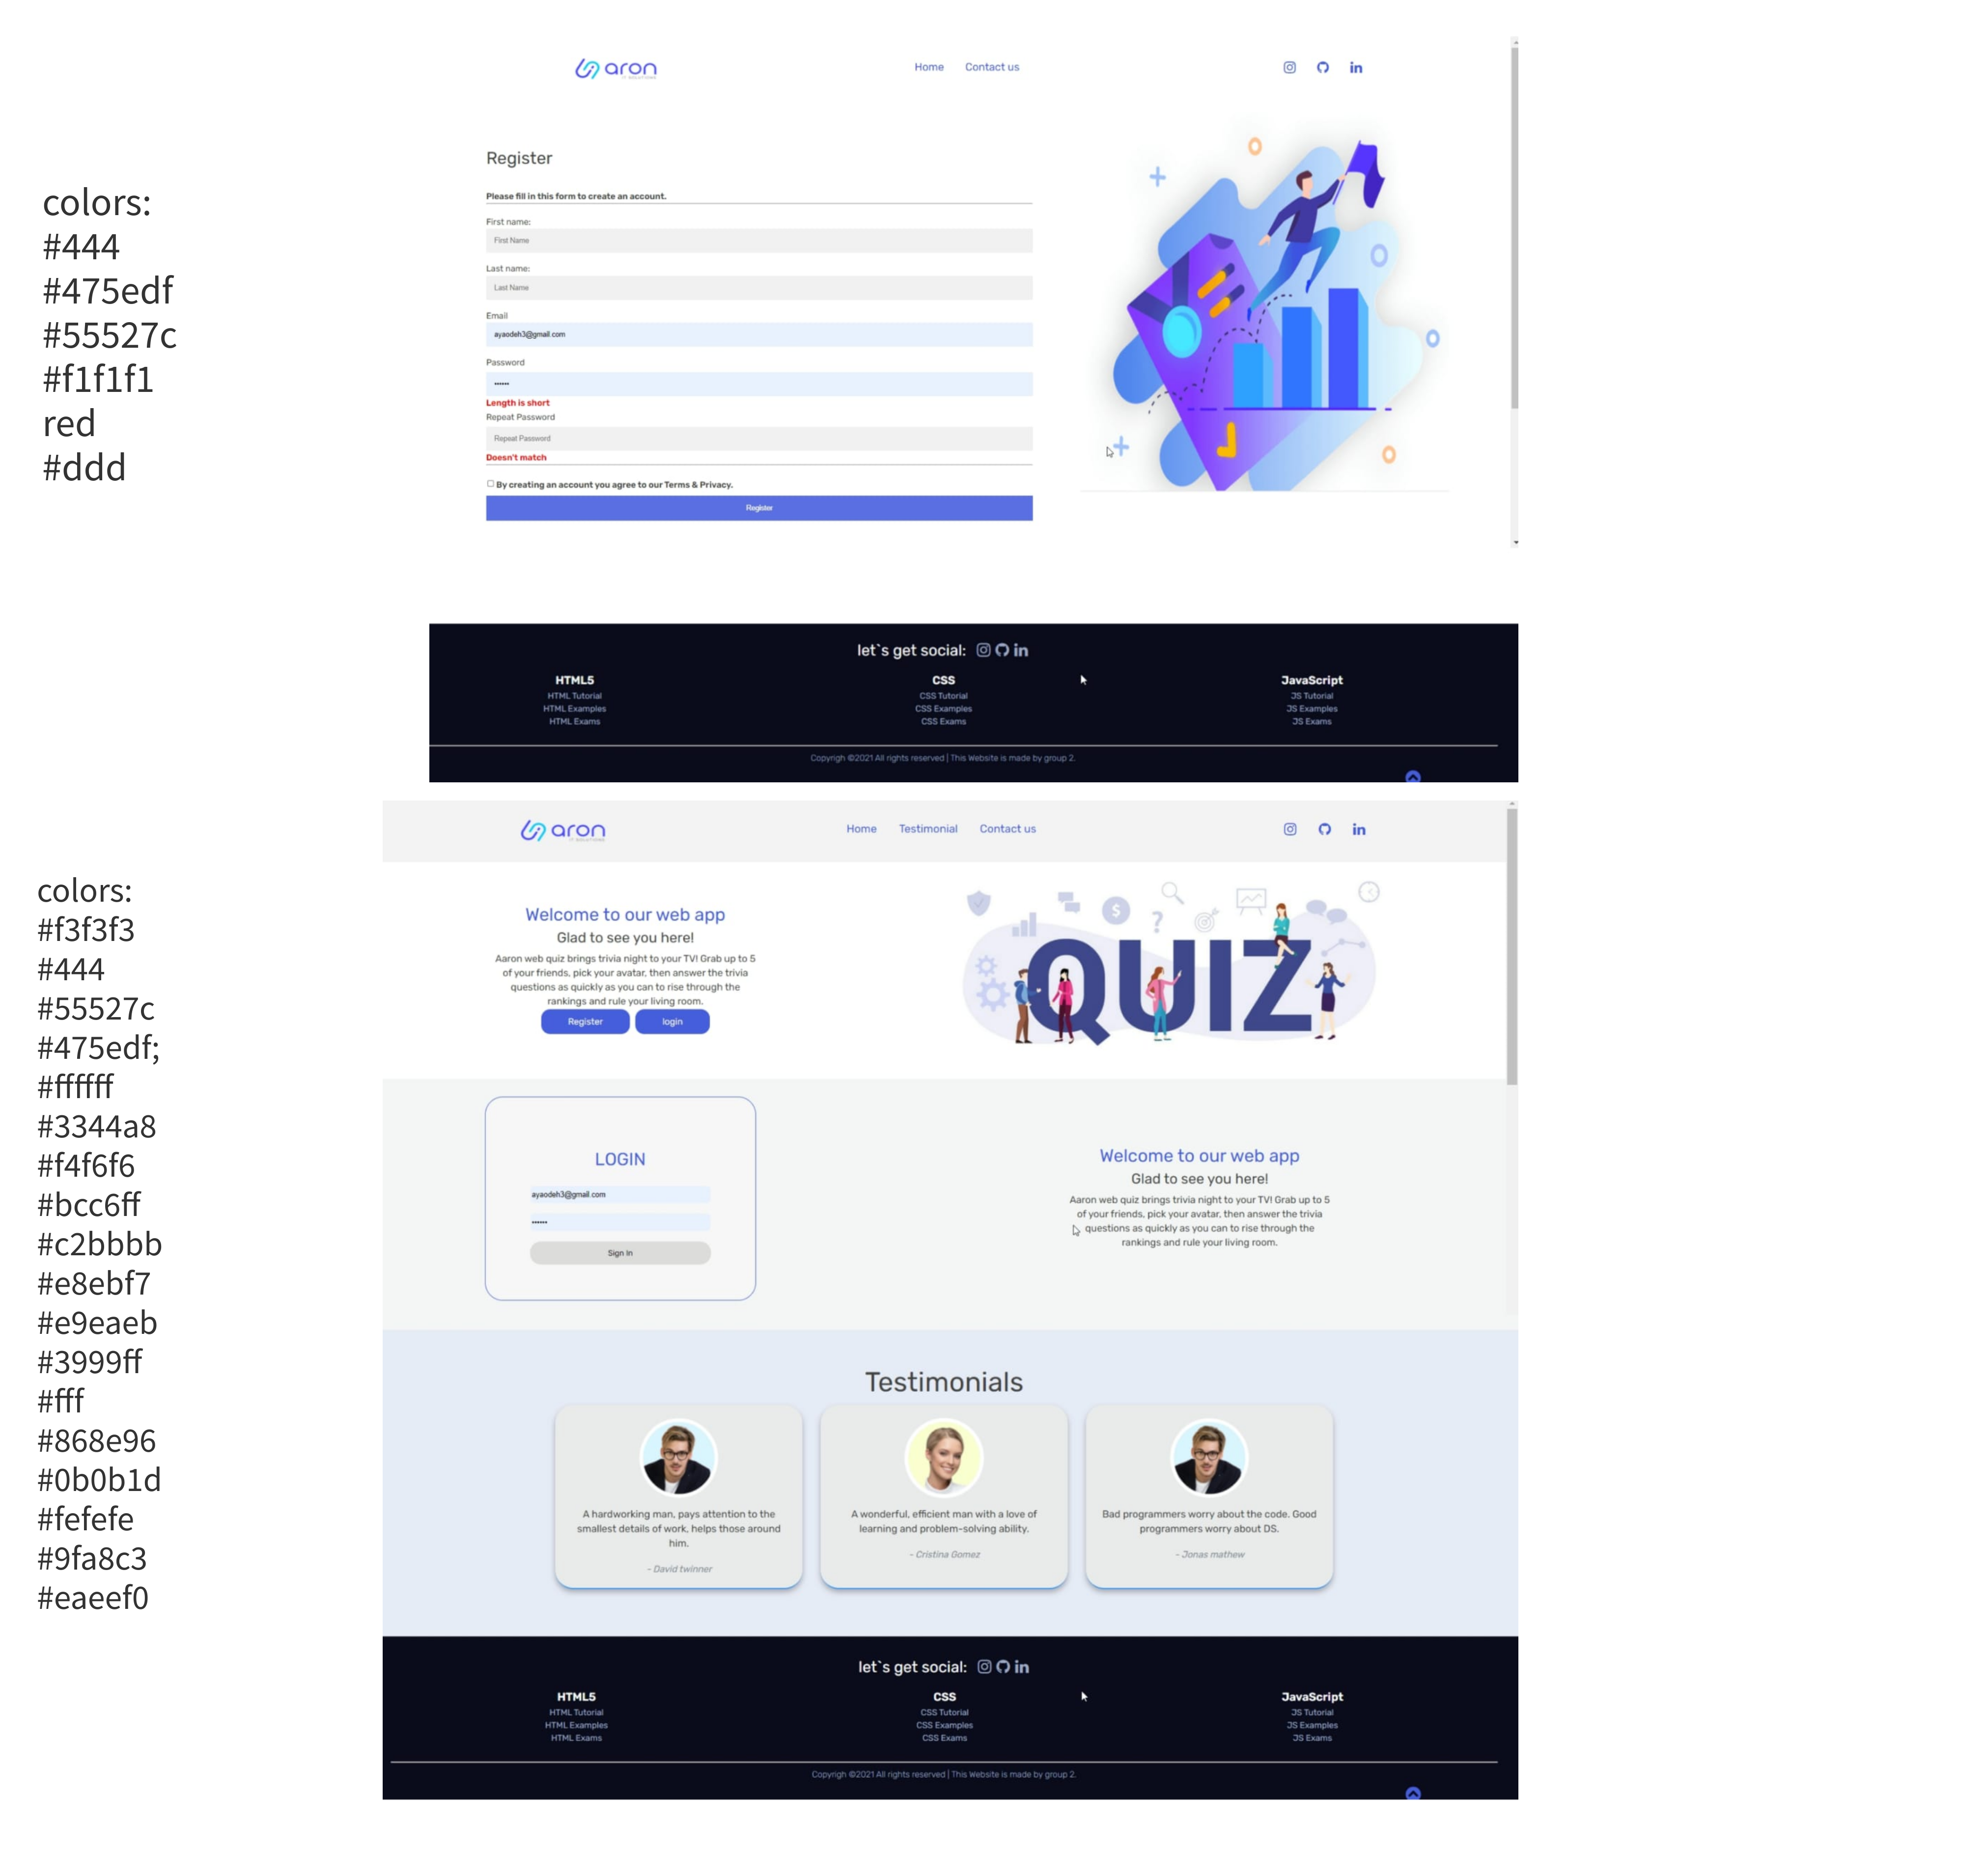 aron
IT SOLUTIONS
Home Contact us
Register
Please fill in this form to create an account.
First name:
First Name
Last name:
Last Name
Email
ayaodeh3@gmail.com
Password
••••••
Length is short
Repeat Password
Repeat Password
Doesn't match
By creating an account you agree to our Terms & Privacy.
Register
colors:
#444
#475edf
#55527c
#f1f1f1
red
#ddd
let`s get social:
HTML5
HTML Tutorial
HTML Examples
HTML Exams
CSS
CSS Tutorial
CSS Examples
CSS Exams
JavaScript
JS Tutorial
JS Examples
JS Exams
Copyrigh ©2021 All rights reserved | This Website is made by group 2.
colors:
#f3f3f3
#444
#55527c
#475edf;
#ffffff
#3344a8
#f4f6f6
#bcc6ff
#c2bbbb
#e8ebf7
#e9eaeb
#3999ff
#fff
#868e96
#0b0b1d
#fefefe
#9fa8c3
#eaeef0
aron
IT SOLUTIONS
Home Testimonial Contact us
Welcome to our web app
Glad to see you here!
Aaron web quiz brings trivia night to your TV! Grab up to 5
of your friends, pick your avatar, then answer the trivia
questions as quickly as you can to rise through the
rankings and rule your living room.
Register login
QUIZ
LOGIN
ayaodeh3@gmail.com
••••••
Sign In
Welcome to our web app
Glad to see you here!
Aaron web quiz brings trivia night to your TV! Grab up to 5
of your friends, pick your avatar, then answer the trivia
questions as quickly as you can to rise through the
rankings and rule your living room.
Testimonials
A hardworking man, pays attention to the
smallest details of work, helps those around
him.
- David twinner
A wonderful, efficient man with a love of
learning and problem-solving ability.
- Cristina Gomez
Bad programmers worry about the code. Good
programmers worry about DS.
- Jonas mathew
let`s get social:
HTML5
HTML Tutorial
HTML Examples
HTML Exams
CSS
CSS Tutorial
CSS Examples
CSS Exams
JavaScript
JS Tutorial
JS Examples
JS Exams
Copyrigh ©2021 All rights reserved | This Website is made by group 2.